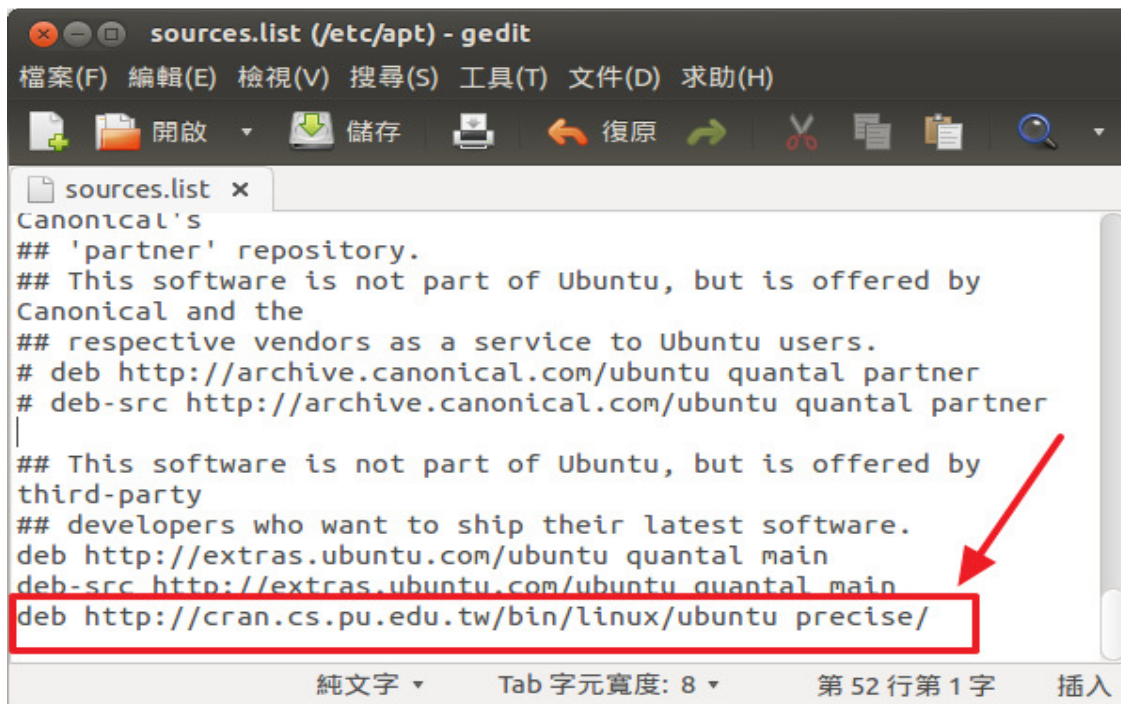 sources.list (/etc/apt) - gedit
檔案(F) 編輯(E) 檢視(V) 搜尋(S) 工具(T) 文件(D) 求助(H)
開啟 儲存 復原
sources.list
Canonical's
## 'partner' repository.
## This software is not part of Ubuntu, but is offered by
Canonical and the
## respective vendors as a service to Ubuntu users.
# deb http://archive.canonical.com/ubuntu quantal partner
# deb-src http://archive.canonical.com/ubuntu quantal partner
## This software is not part of Ubuntu, but is offered by
third-party
## developers who want to ship their latest software.
deb http://extras.ubuntu.com/ubuntu quantal main
deb-src http://extras.ubuntu.com/ubuntu quantal main
deb http://cran.cs.pu.edu.tw/bin/linux/ubuntu precise/
純文字 Tab 字元寬度: 8 第 52 行第 1 字 插入